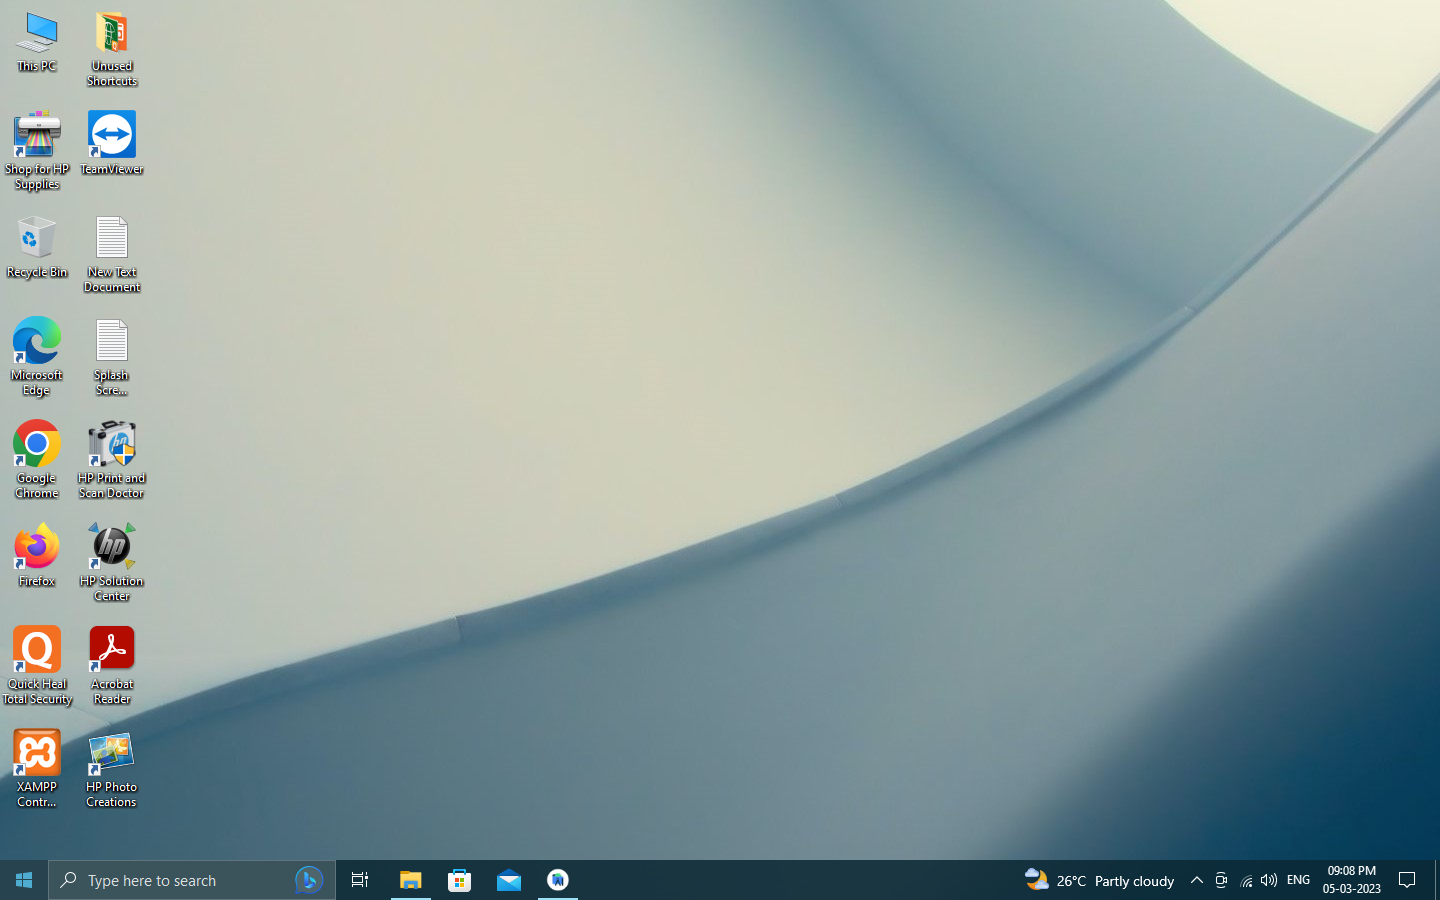 This PC
Unused
Shortcuts
Shop for HP
Supplies
TeamViewer
Recycle Bin
New Text
Document
Microsoft
Edge
Splash
Scre...
Google
Chrome
HP Print and
Scan Doctor
Firefox
HP Solution
Center
Quick Heal
Total Security
Acrobat
Reader
XAMPP
Contr...
HP Photo
Creations
Type here to search
26°C Partly cloudy
ENG
09:08 PM
05-03-2023